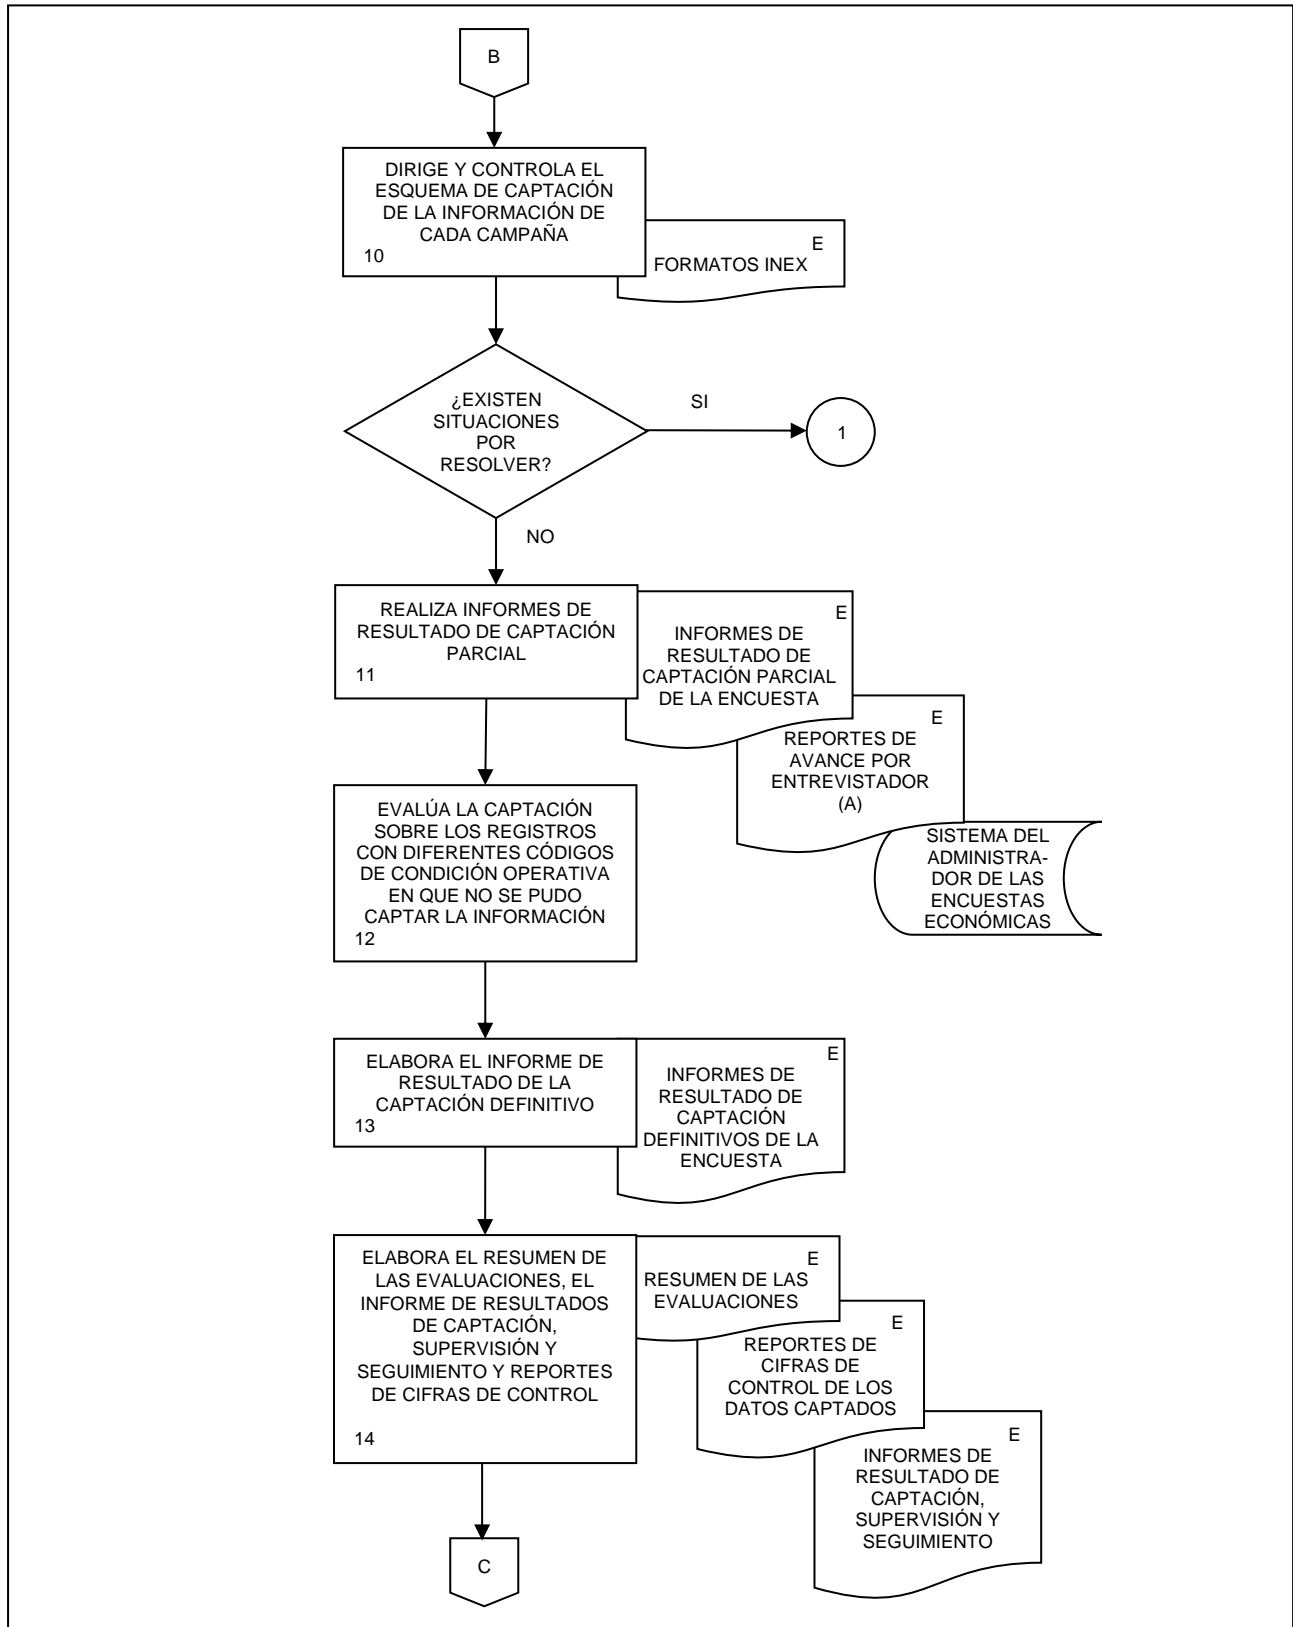 B
DIRIGE Y CONTROLA EL
ESQUEMA DE CAPTACIÓN
DE LA INFORMACIÓN DE
CADA CAMPAÑA
10
E
FORMATOS INEX
¿EXISTEN
SITUACIONES
POR
RESOLVER?
SI
1
NO
REALIZA INFORMES DE
RESULTADO DE CAPTACIÓN
PARCIAL
11
E
INFORMES DE
RESULTADO DE
CAPTACIÓN PARCIAL
DE LA ENCUESTA
E
REPORTES DE
AVANCE POR
ENTREVISTADOR
(A)
SISTEMA DEL
ADMINISTRA-
DOR DE LAS
ENCUESTAS
ECONÓMICAS
EVALÚA LA CAPTACIÓN
SOBRE LOS REGISTROS
CON DIFERENTES CÓDIGOS
DE CONDICIÓN OPERATIVA
EN QUE NO SE PUDO
CAPTAR LA INFORMACIÓN
12
ELABORA EL INFORME DE
RESULTADO DE LA
CAPTACIÓN DEFINITIVO
13
E
INFORMES DE
RESULTADO DE
CAPTACIÓN
DEFINITIVOS DE LA
ENCUESTA
ELABORA EL RESUMEN DE
LAS EVALUACIONES, EL
INFORME DE RESULTADOS
DE CAPTACIÓN,
SUPERVISIÓN Y
SEGUIMIENTO Y REPORTES
DE CIFRAS DE CONTROL
14
E
RESUMEN DE LAS
EVALUACIONES
E
REPORTES DE
CIFRAS DE
CONTROL DE LOS
DATOS CAPTADOS
E
INFORMES DE
RESULTADO DE
CAPTACIÓN,
SUPERVISIÓN Y
SEGUIMIENTO
C